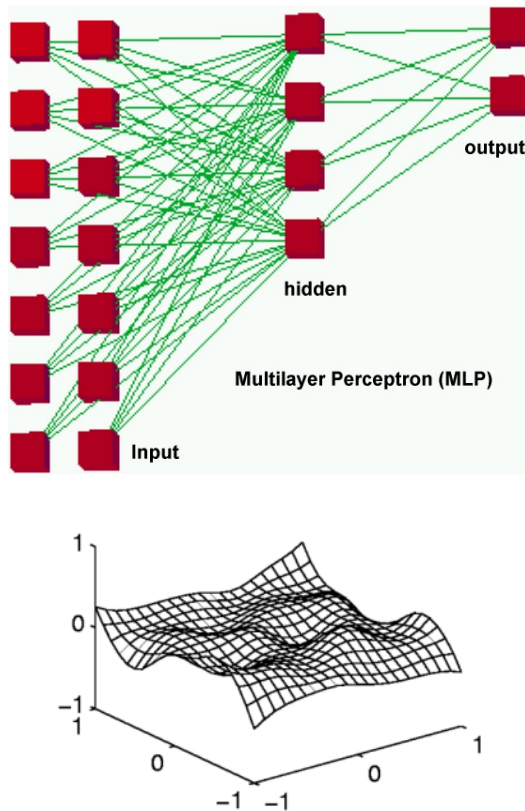 output
hidden
Multilayer Perceptron (MLP)
Input
1
0
-1
1
0
-1
-1
0
1